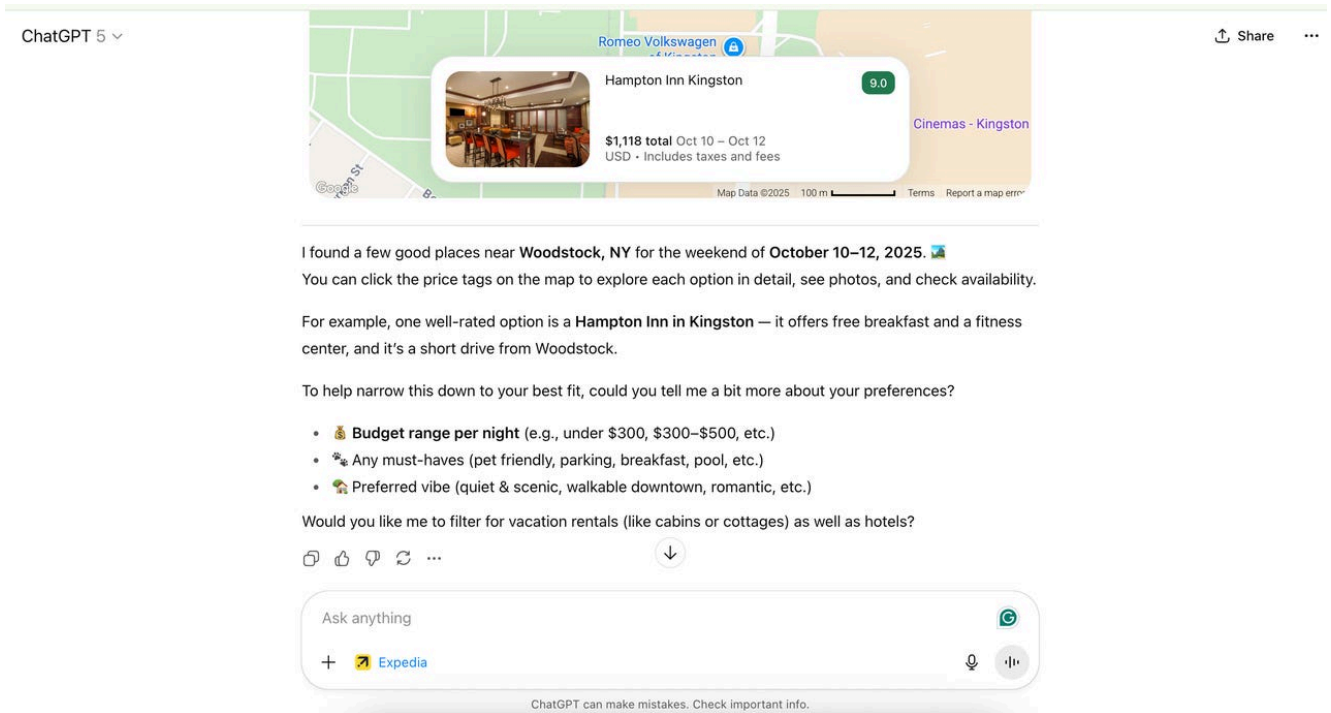 ChatGPT 5
Share
Romeo Volkswagen
of Kingston
Hampton Inn Kingston
9.0
Cinemas - Kingston
$1,118 total Oct 10 – Oct 12
USD • Includes taxes and fees
Google
Map Data ©2025 100 m Terms Report a map error
I found a few good places near Woodstock, NY for the weekend of October 10–12, 2025. 🏞️
You can click the price tags on the map to explore each option in detail, see photos, and check availability.
For example, one well-rated option is a Hampton Inn in Kingston — it offers free breakfast and a fitness
center, and it's a short drive from Woodstock.
To help narrow this down to your best fit, could you tell me a bit more about your preferences?
• 💰 Budget range per night (e.g., under $300, $300–$500, etc.)
• 🐾 Any must-haves (pet friendly, parking, breakfast, pool, etc.)
• 🏡 Preferred vibe (quiet & scenic, walkable downtown, romantic, etc.)
Would you like me to filter for vacation rentals (like cabins or cottages) as well as hotels?
Ask anything
Expedia
ChatGPT can make mistakes. Check important info.